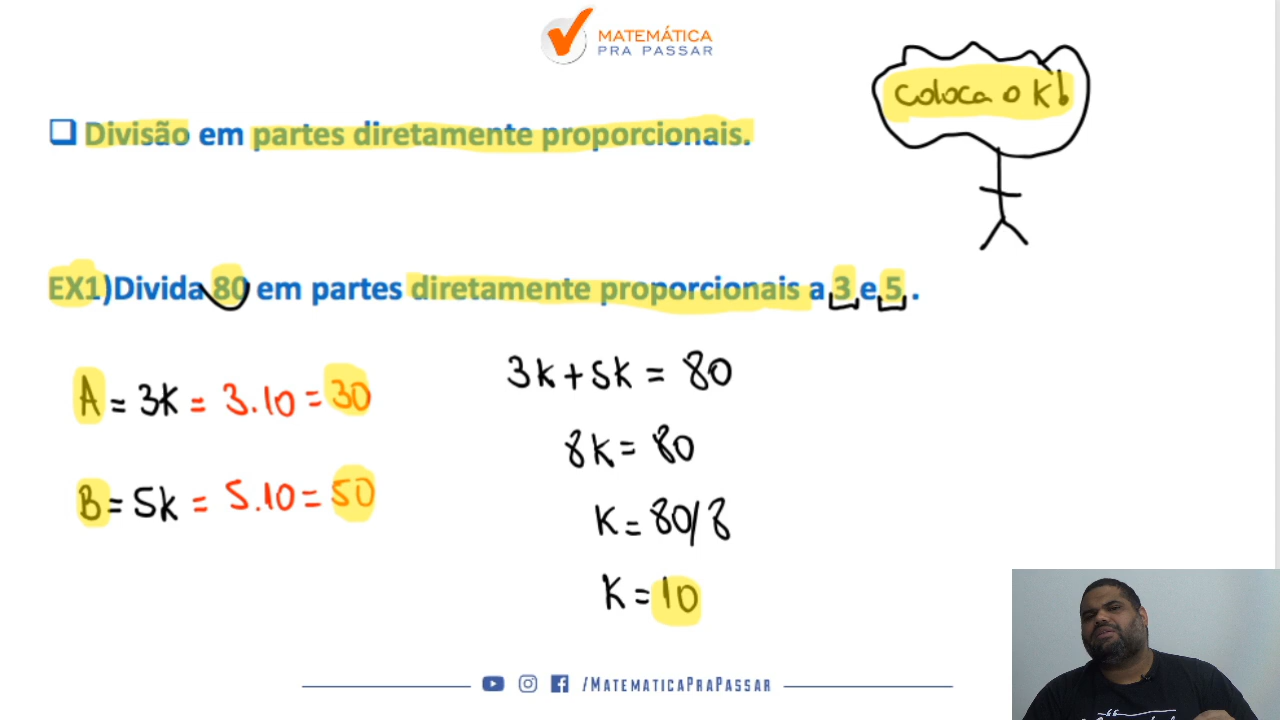 MATEMÁTICA
PRA PASSAR
coloca o k!
Divisão em partes diretamente proporcionais.
EX1)Divida 80 em partes diretamente proporcionais a 3 e 5 .
3k + 5k = 80
A = 3k = 3.10 = 30
8k = 80
B = 5k = 5.10 = 50
k = 80/8
k = 10
/MATEMATICAPRAPASSAR